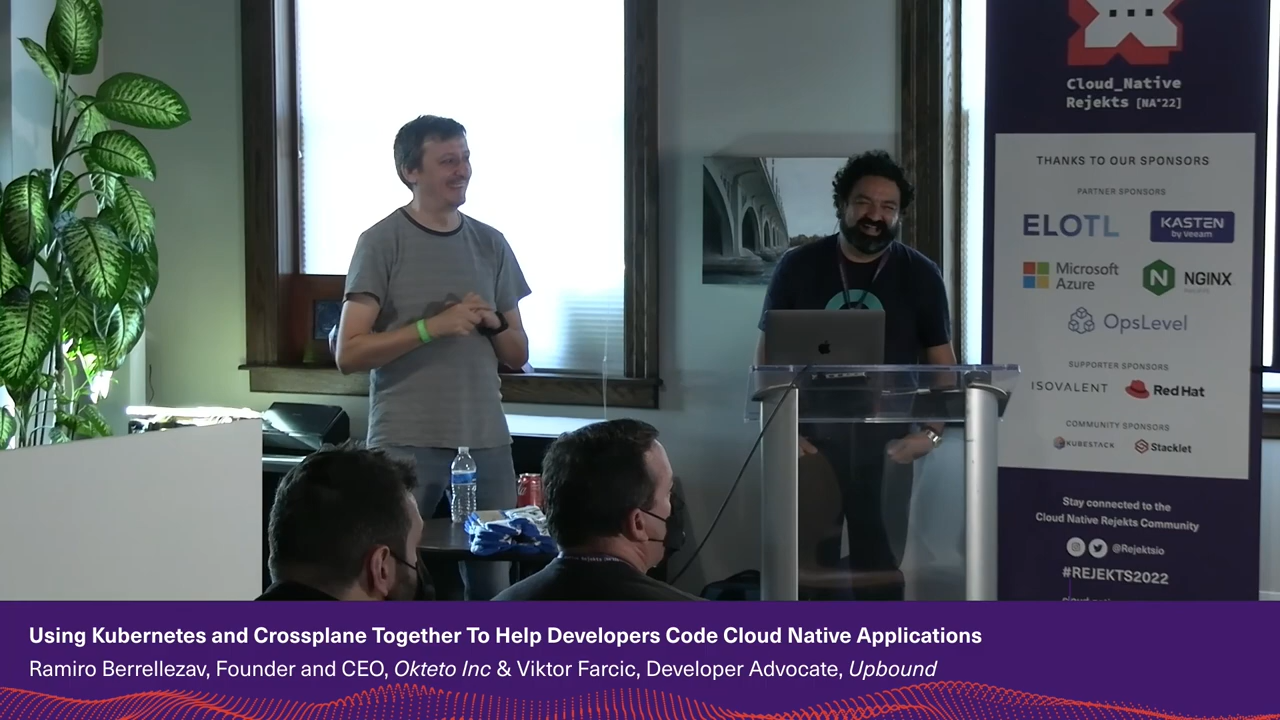 Cloud_Native
Rejekts [NA'22]
THANKS TO OUR SPONSORS
PARTNER SPONSORS
ELOTL
KASTEN
by Veeam
Microsoft
Azure
NGINX
OpsLevel
SUPPORTER SPONSORS
ISOVALENT
Red Hat
COMMUNITY SPONSORS
KUBESTACK
Stacklet
Stay connected to the
Cloud Native Rejekts Community
@Rejektsio
#REJEKTS2022
Using Kubernetes and Crossplane Together To Help Developers Code Cloud Native Applications
Ramiro Berrellezav, Founder and CEO, Okteto Inc & Viktor Farcic, Developer Advocate, Upbound